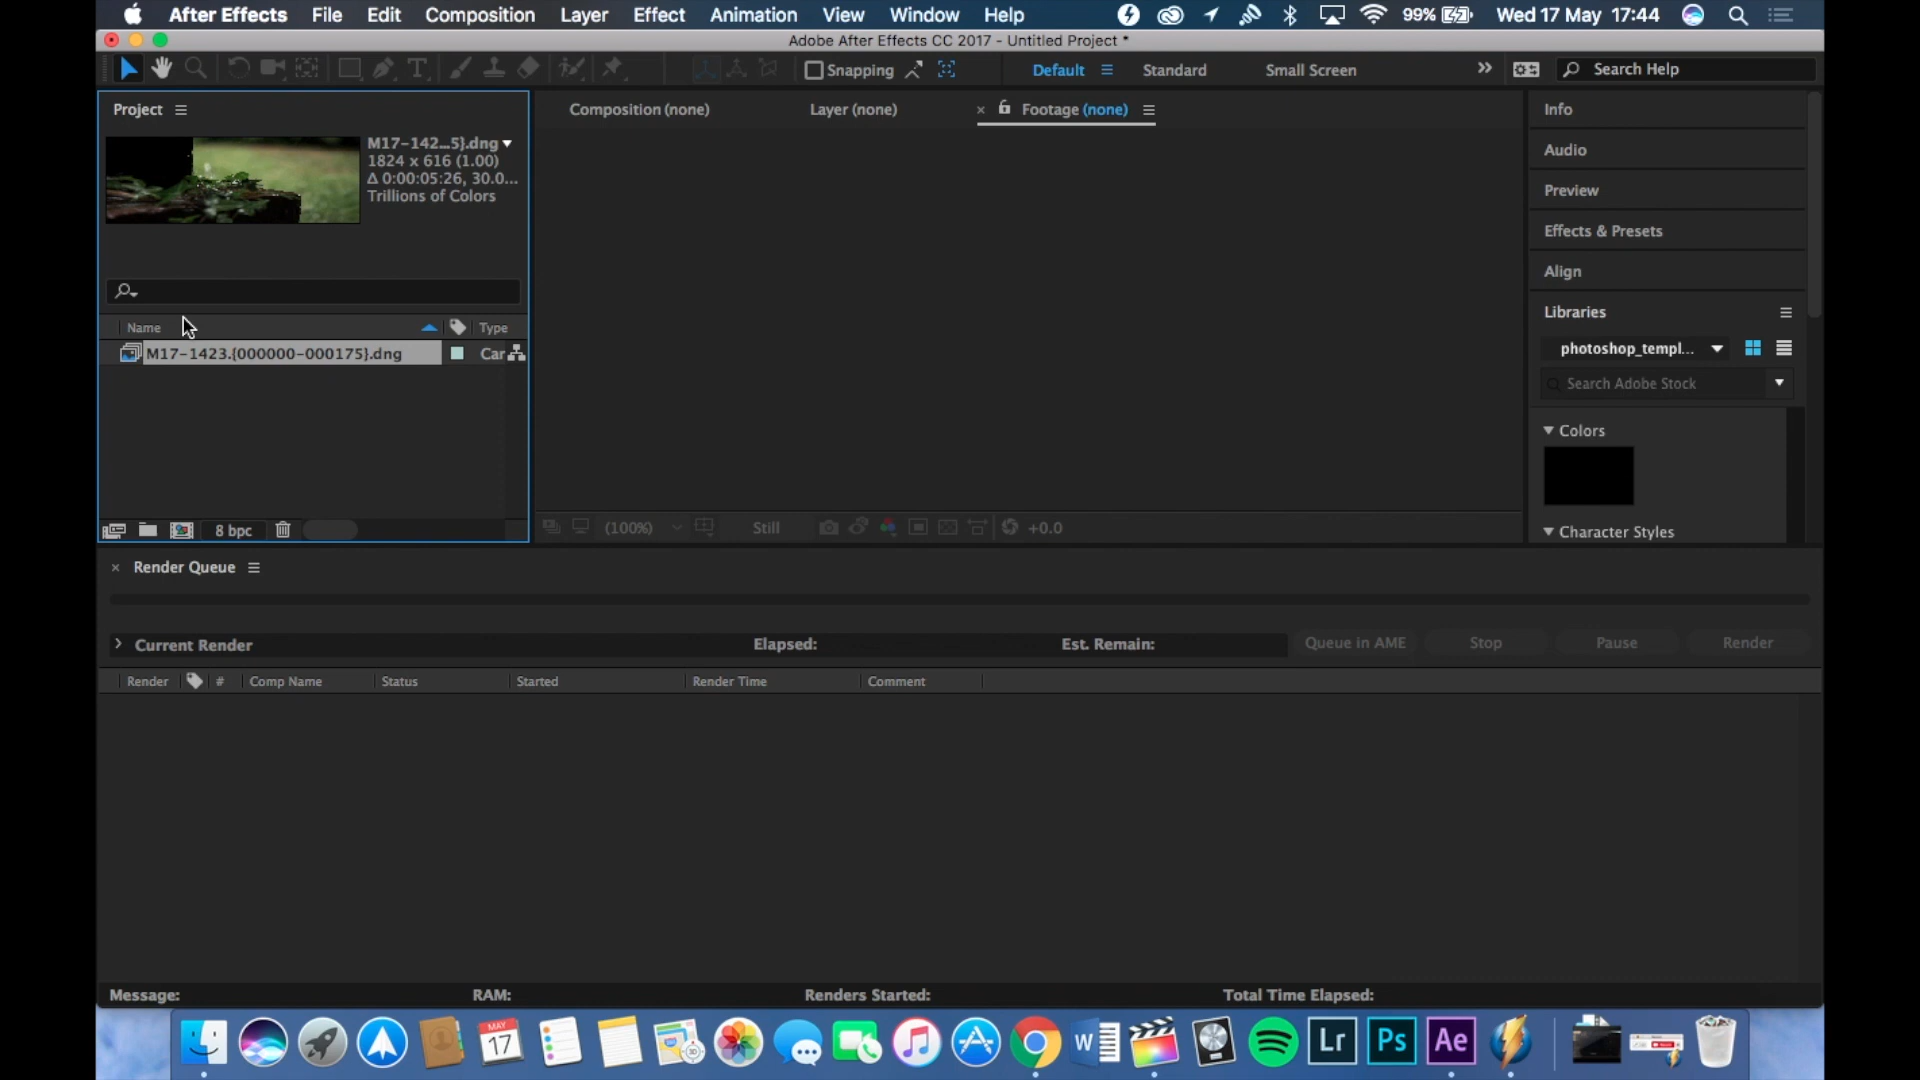 After Effects File Edit Composition Layer Effect Animation View Window Help 99% Wed 17 May 17:44
Adobe After Effects CC 2017 - Untitled Project *
Snapping Default Standard Small Screen Search Help
Project
Composition (none) Layer (none) × Footage (none)
Info
M17-142...5}.dng
1824 x 616 (1.00)
Δ 0:00:05:26, 30.0...
Trillions of Colors
Audio
Preview
Effects & Presets
Align
Libraries
Name Type
M17-1423.{000000-000175}.dng Car
photoshop_templ...
Search Adobe Stock
Colors
8 bpc
(100%) Still +0.0
Character Styles
× Render Queue
Current Render Elapsed: Est. Remain: Queue in AME Stop Pause Render
Render # Comp Name Status Started Render Time Comment
Message: RAM: Renders Started: Total Time Elapsed:
MAY
17
W
Lr Ps Ae